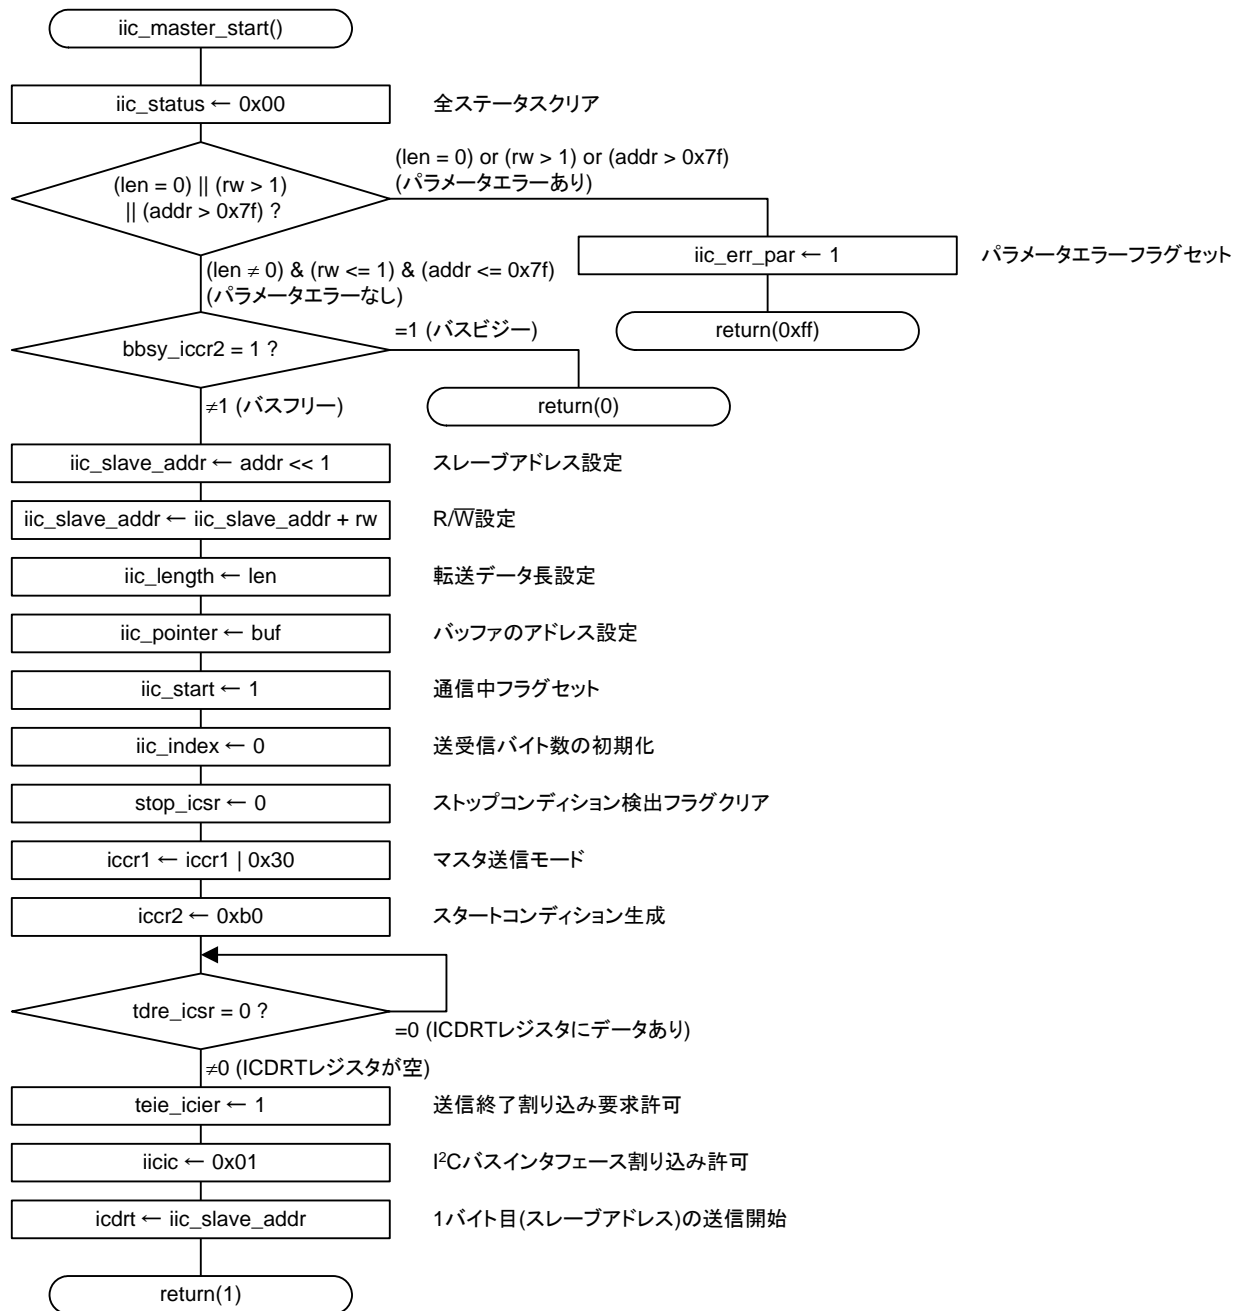 iic_master_start()
iic_status ← 0x00
全ステータスクリア
(len = 0) || (rw > 1)
|| (addr > 0x7f) ?
(len = 0) or (rw > 1) or (addr > 0x7f)
(パラメータエラーあり)
iic_err_par ← 1
パラメータエラーフラグセット
return(0xff)
(len ≠ 0) & (rw <= 1) & (addr <= 0x7f)
(パラメータエラーなし)
bbsy_iccr2 = 1 ?
=1 (バスビジー)
return(0)
≠1 (バスフリー)
iic_slave_addr ← addr << 1
スレーブアドレス設定
iic_slave_addr ← iic_slave_addr + rw
R/W̅設定
iic_length ← len
転送データ長設定
iic_pointer ← buf
バッファのアドレス設定
iic_start ← 1
通信中フラグセット
iic_index ← 0
送受信バイト数の初期化
stop_icsr ← 0
ストップコンディション検出フラグクリア
iccr1 ← iccr1 | 0x30
マスタ送信モード
iccr2 ← 0xb0
スタートコンディション生成
tdre_icsr = 0 ?
=0 (ICDRTレジスタにデータあり)
≠0 (ICDRTレジスタが空)
teie_icier ← 1
送信終了割り込み要求許可
iicic ← 0x01
I²Cバスインタフェース割り込み許可
icdrt ← iic_slave_addr
1バイト目(スレーブアドレス)の送信開始
return(1)